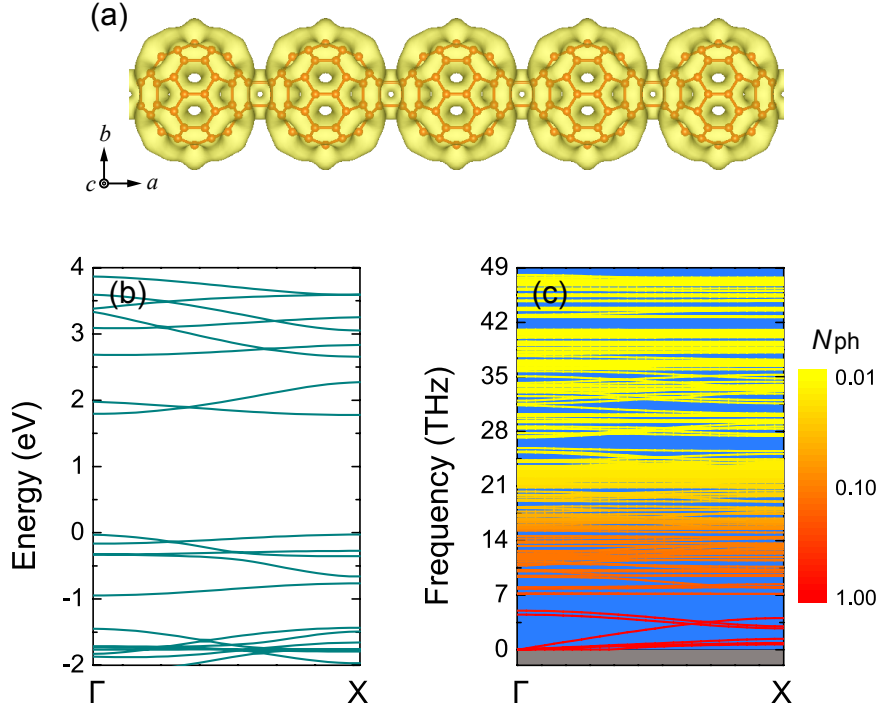 (a)
b
c
a
(b)
Energy (eV)
4
3
2
1
0
-1
-2
Γ
X
(c)
Frequency (THz)
49
42
35
28
21
14
7
0
Γ
X
Nph
0.01
0.10
1.00